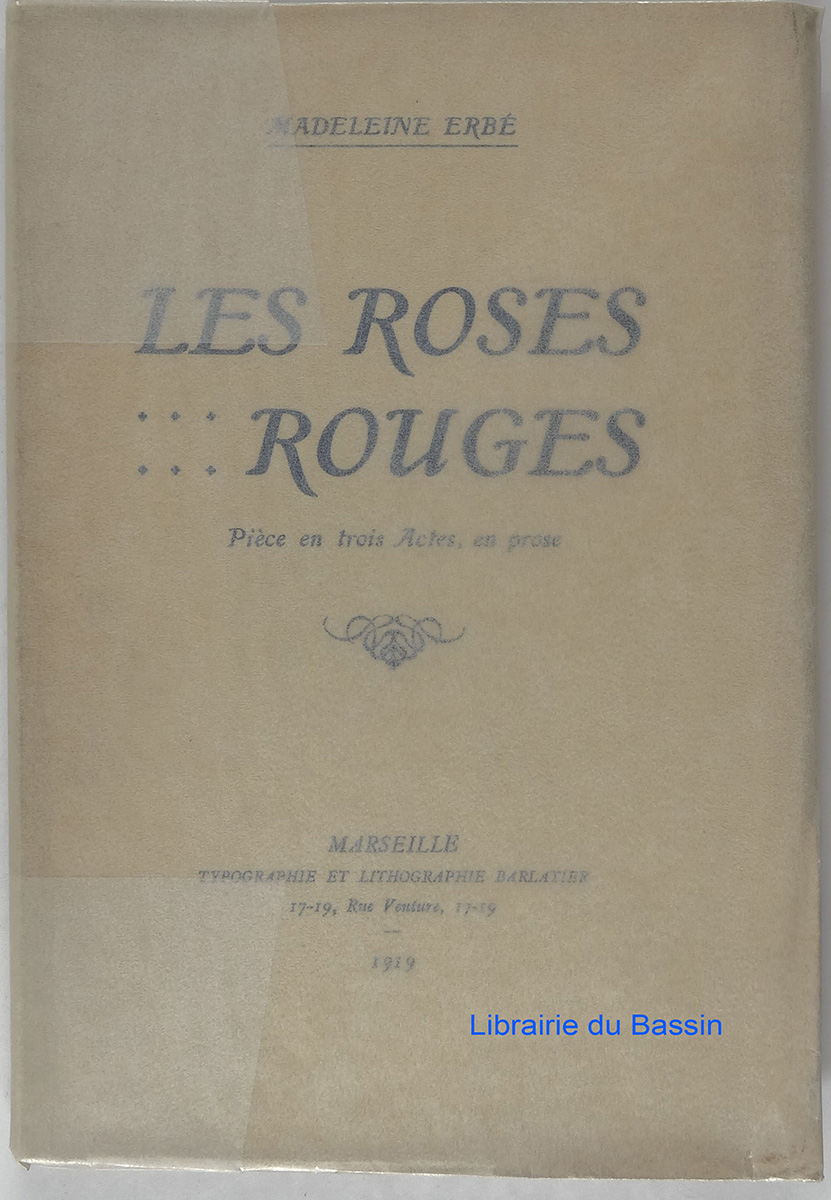 MADELEINE ERBÉ
LES ROSES
ROUGES
Pièce en trois Actes, en prose
MARSEILLE
TYPOGRAPHIE ET LITHOGRAPHIE BARLATIER
17-19, Rue Venture, 17-19
1919
Librairie du Bassin